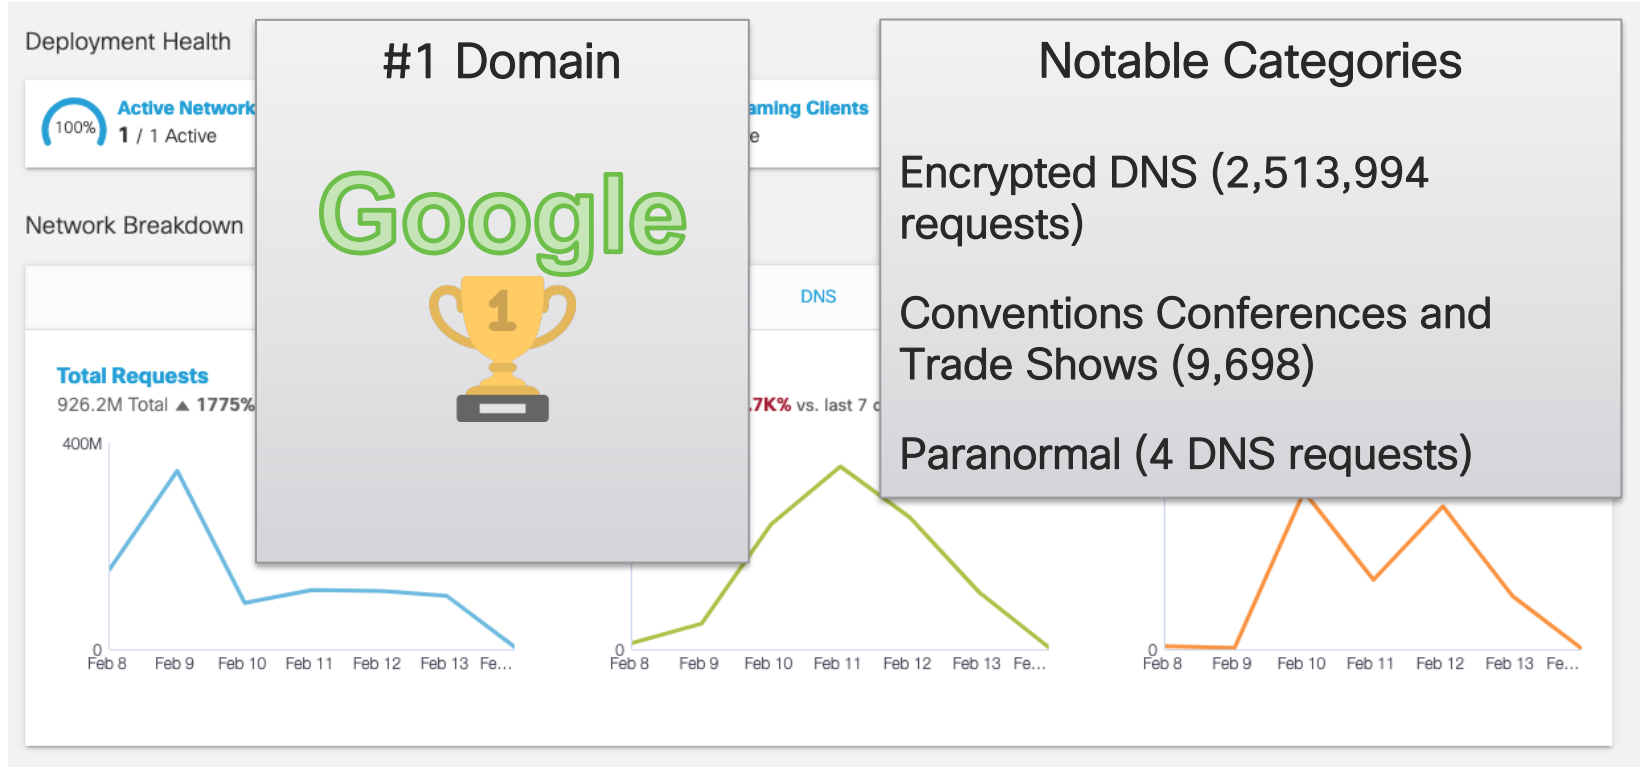 Deployment Health
100%
Active Network
1 / 1 Active
aming Clients
e
Network Breakdown
DNS
Total Requests
926.2M Total ▲ 1775%
.7K% vs. last 7 d
400M
0
Feb 8 Feb 9 Feb 10 Feb 11 Feb 12 Feb 13 Fe...
0
Feb 8 Feb 9 Feb 10 Feb 11 Feb 12 Feb 13 Fe...
0
Feb 8 Feb 9 Feb 10 Feb 11 Feb 12 Feb 13 Fe...
#1 Domain
Google
1
Notable Categories
Encrypted DNS (2,513,994
requests)
Conventions Conferences and
Trade Shows (9,698)
Paranormal (4 DNS requests)